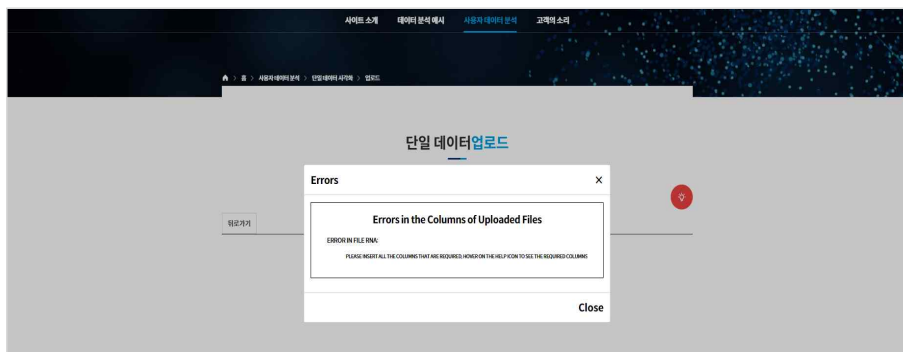 사이트 소개 데이터 분석 예시 사용자 데이터 분석 고객의 소리
홈 > 사용자 데이터 분석 > 단일 데이터 시각화 > 업로드
단일 데이터업로드
Errors ×
뒤로가기
Errors in the Columns of Uploaded Files
ERROR IN FILE RNA:
PLEASE INSERT ALL THE COLUMNS THAT ARE REQUIRED; HOVER ON THE HELP ICON TO SEE THE REQUIRED COLUMNS
Close